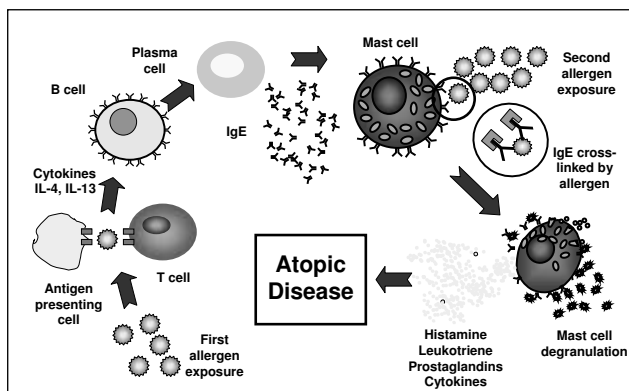 Plasma
cell
Mast cell
Second
allergen
exposure
B cell
IgE
IgE cross-
linked by
allergen
Cytokines
IL-4, IL-13
T cell
Antigen
presenting
cell
Atopic
Disease
First
allergen
exposure
Histamine
Leukotriene
Prostaglandins
Cytokines
Mast cell
degranulation